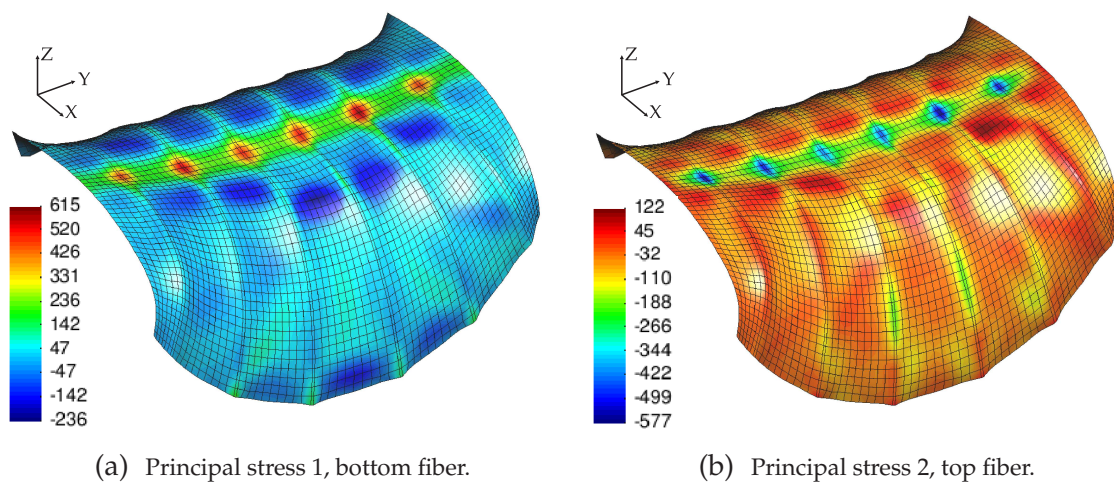 Z
Y
X
615
520
426
331
236
142
47
-47
-142
-236
(a) Principal stress 1, bottom fiber.
Z
Y
X
122
45
-32
-110
-188
-266
-344
-422
-499
-577
(b) Principal stress 2, top fiber.